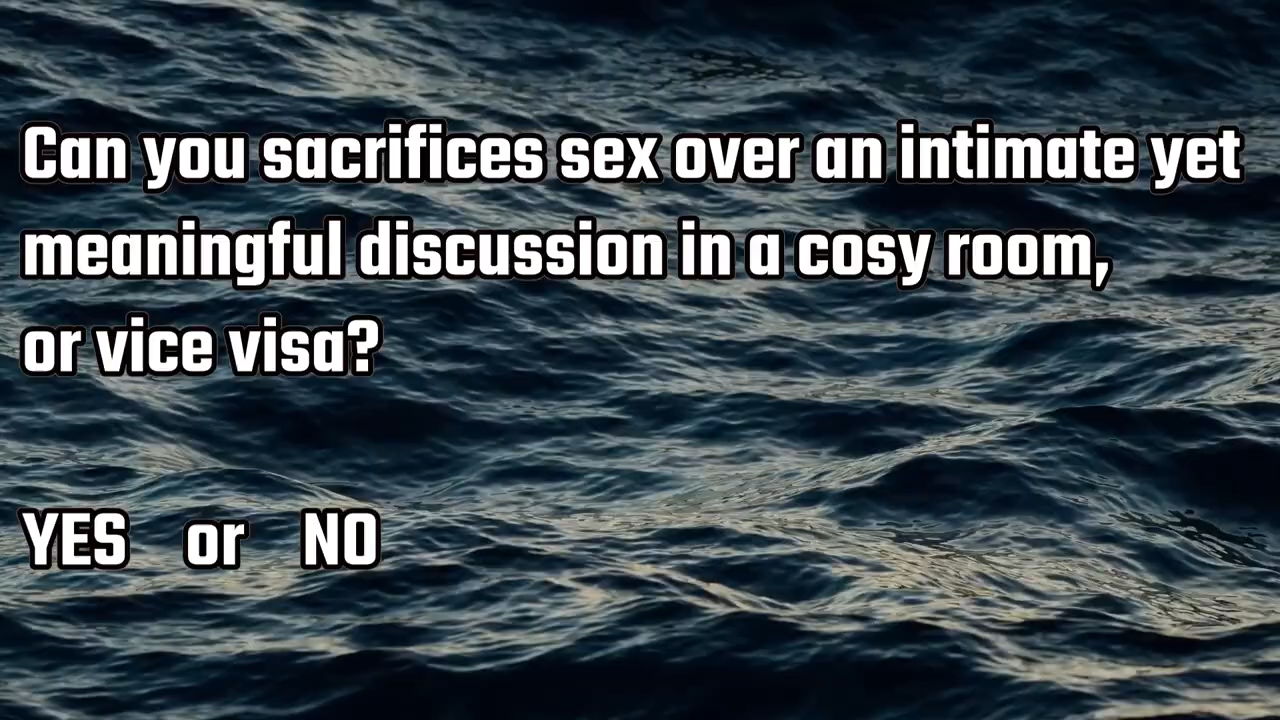 Can you sacrifices sex over an intimate yet
meaningful discussion in a cosy room,
or vice visa?
YES or NO